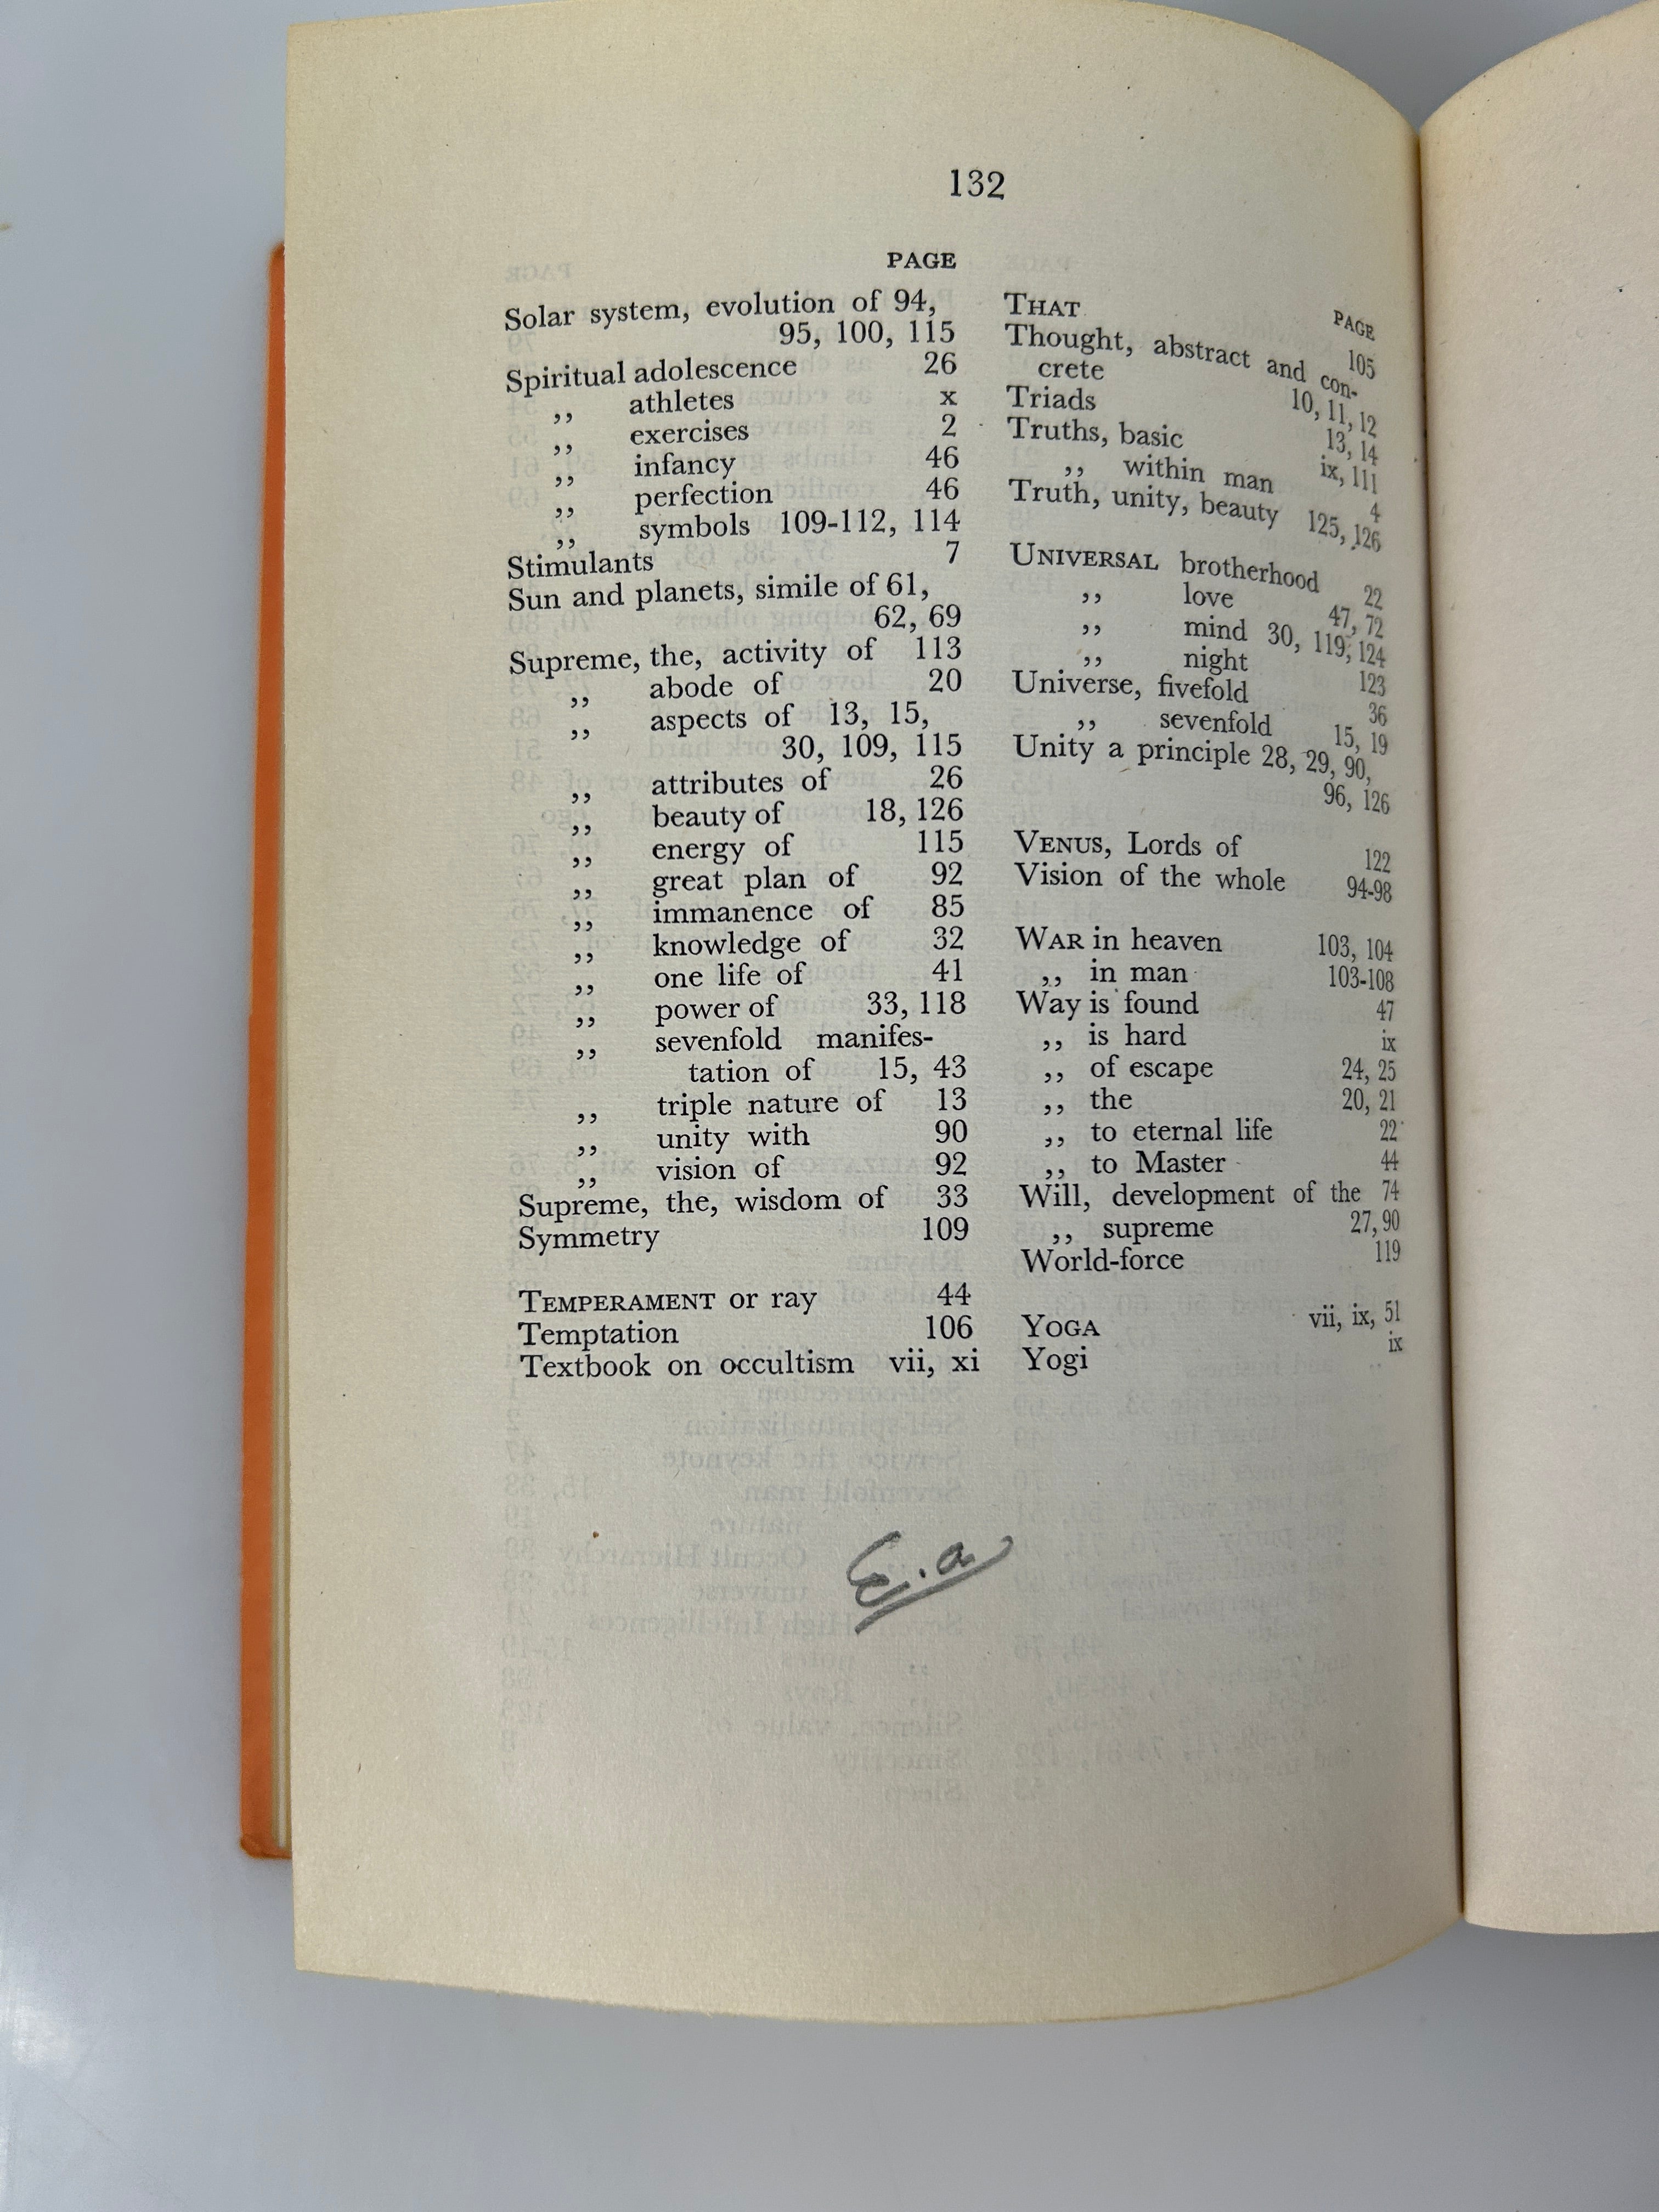 132
PAGE
Solar system, evolution of 94,
95, 100, 115
Spiritual adolescence 26
,, athletes x
,, exercises 2
,, infancy 46
,, perfection 46
,, symbols 109-112, 114
Stimulants 7
Sun and planets, simile of 61,
62, 69
Supreme, the, activity of 113
,, abode of 20
,, aspects of 13, 15,
30, 109, 115
,, attributes of 26
,, beauty of 18, 126
,, energy of 115
,, great plan of 92
,, immanence of 85
,, knowledge of 32
,, one life of 41
,, power of 33, 118
,, sevenfold manifes-
tation of 15, 43
,, triple nature of 13
,, unity with 90
,, vision of 92
Supreme, the, wisdom of 33
Symmetry 109
TEMPERAMENT or ray 44
Temptation 106
Textbook on occultism vii, xi
PAGE
THAT 105
Thought, abstract and con-
crete 10, 11, 12
Triads 13, 14
Truths, basic ix, 111
,, within man 4
Truth, unity, beauty 125, 126
UNIVERSAL brotherhood 22
,, love 47, 72
,, mind 30, 119, 124
,, night 123
Universe, fivefold 36
,, sevenfold 15, 19
Unity a principle 28, 29, 90,
96, 126
VENUS, Lords of 122
Vision of the whole 94-98
WAR in heaven 103, 104
,, in man 103-108
Way is found 47
,, is hard ix
,, of escape 24, 25
,, the 20, 21
,, to eternal life 22
,, to Master 44
Will, development of the 74
,, supreme 27, 90
World-force 119
YOGA vii, ix, 51
Yogi ix